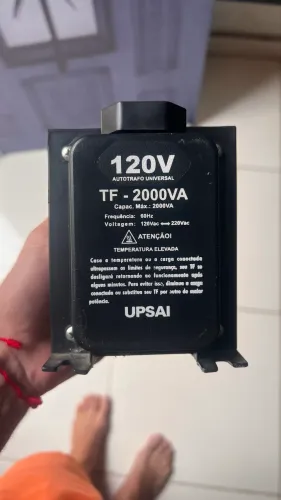 120V
AUTOTRAFO UNIVERSAL
TF - 2000VA
Capac. Máx.: 2000VA
Frequência: 60Hz
Voltagem: 120Vac ⟺ 220Vac
ATENÇÃO!
TEMPERATURA ELEVADA
Caso a temperatura ou a carga conectada
ultrapassem os limites de segurança, seu TF se
desligará retornando ao funcionamento após
alguns minutos. Para evitar isso, diminua a carga
conectada ou substitua seu TF por outro de maior
potência.
UPSAI